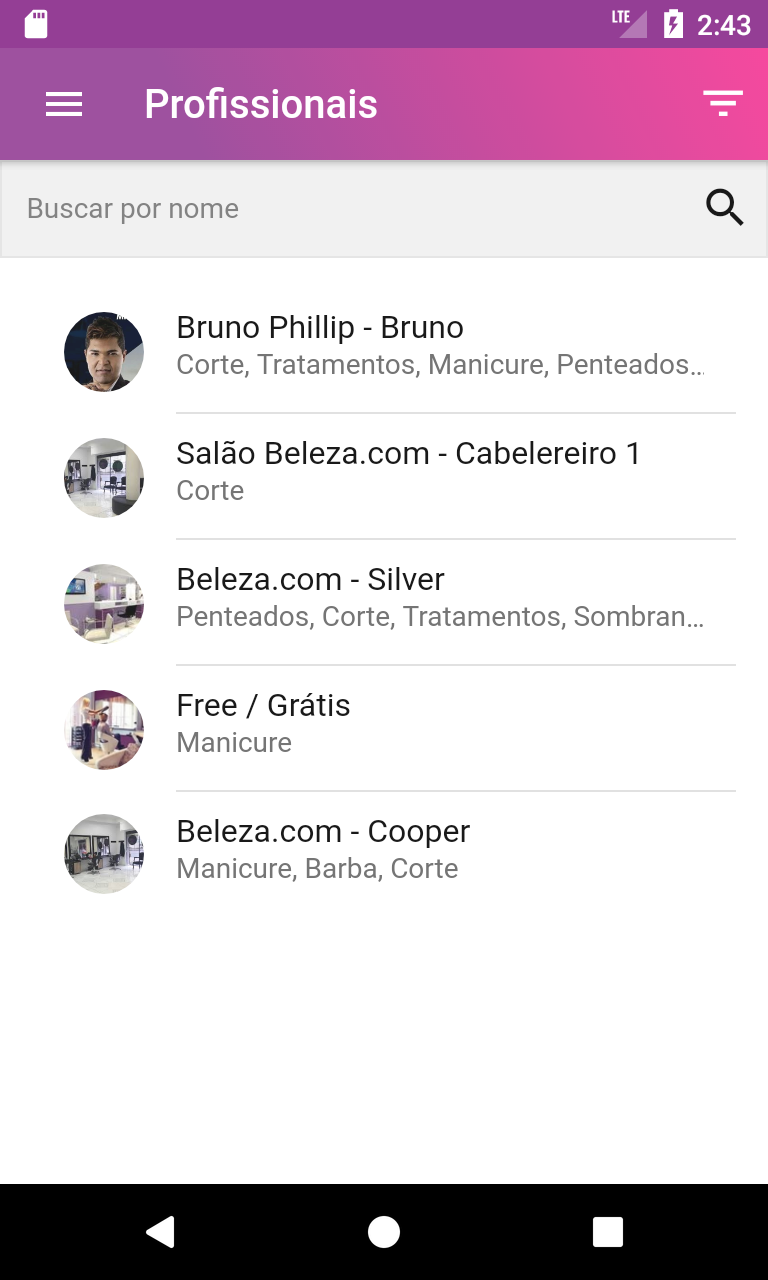 LTE 2:43
Profissionais
Buscar por nome
Bruno Phillip - Bruno
Corte, Tratamentos, Manicure, Penteados...
Salão Beleza.com - Cabelereiro 1
Corte
Beleza.com - Silver
Penteados, Corte, Tratamentos, Sombran...
Free / Grátis
Manicure
Beleza.com - Cooper
Manicure, Barba, Corte